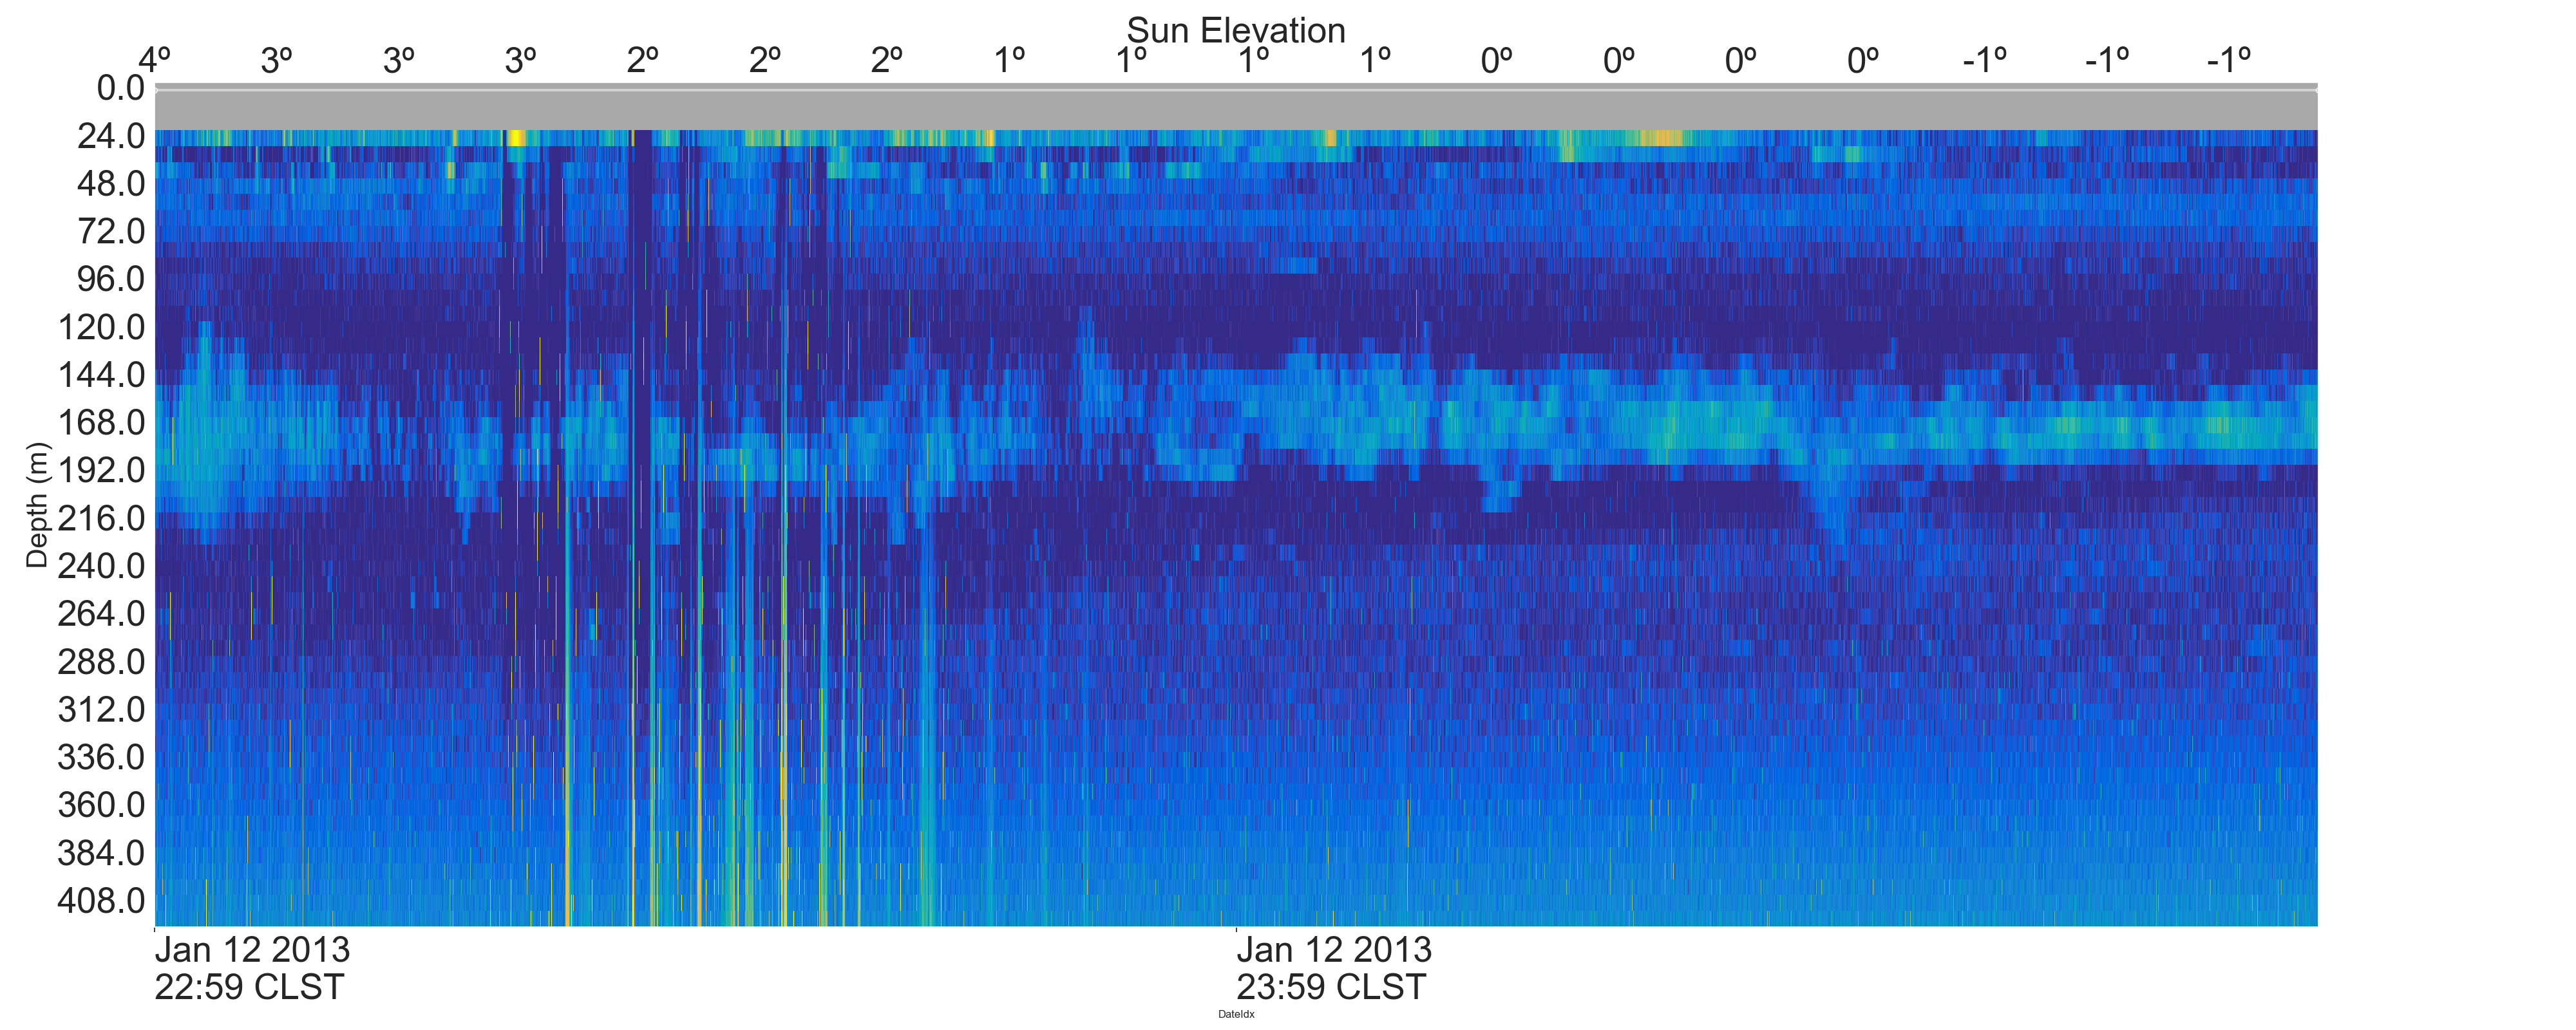 Sun Elevation
4º 3º 3º 3º 2º 2º 2º 1º 1º 1º 1º 0º 0º 0º 0º -1º -1º -1º
0.0
24.0
48.0
72.0
96.0
120.0
144.0
168.0
192.0
216.0
240.0
264.0
288.0
312.0
336.0
360.0
384.0
408.0
Depth (m)
Jan 12 2013
22:59 CLST
Jan 12 2013
23:59 CLST
DateIdx